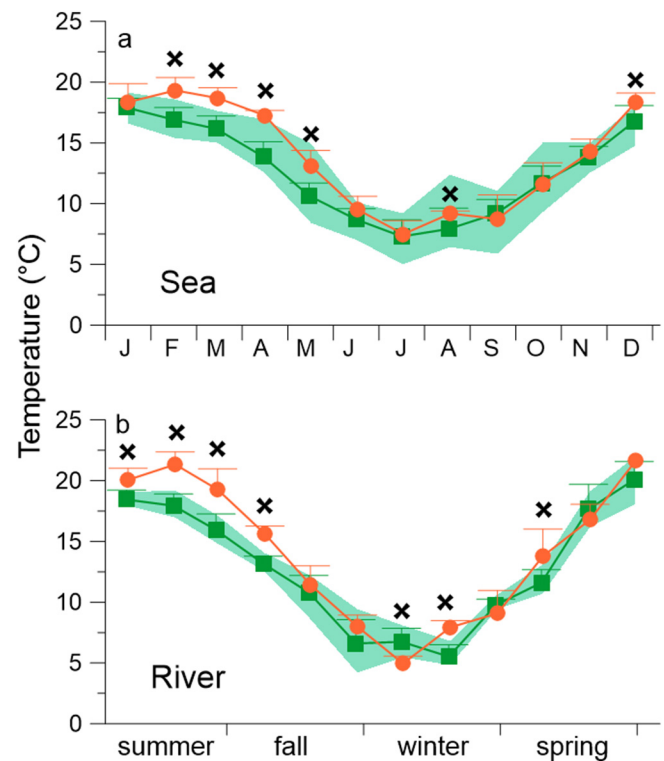 25
a
20
15
10
5
0
Sea
J F M A M J J A S O N D
Temperature (°C)
25
b
20
15
10
5
0
River
summer fall winter spring